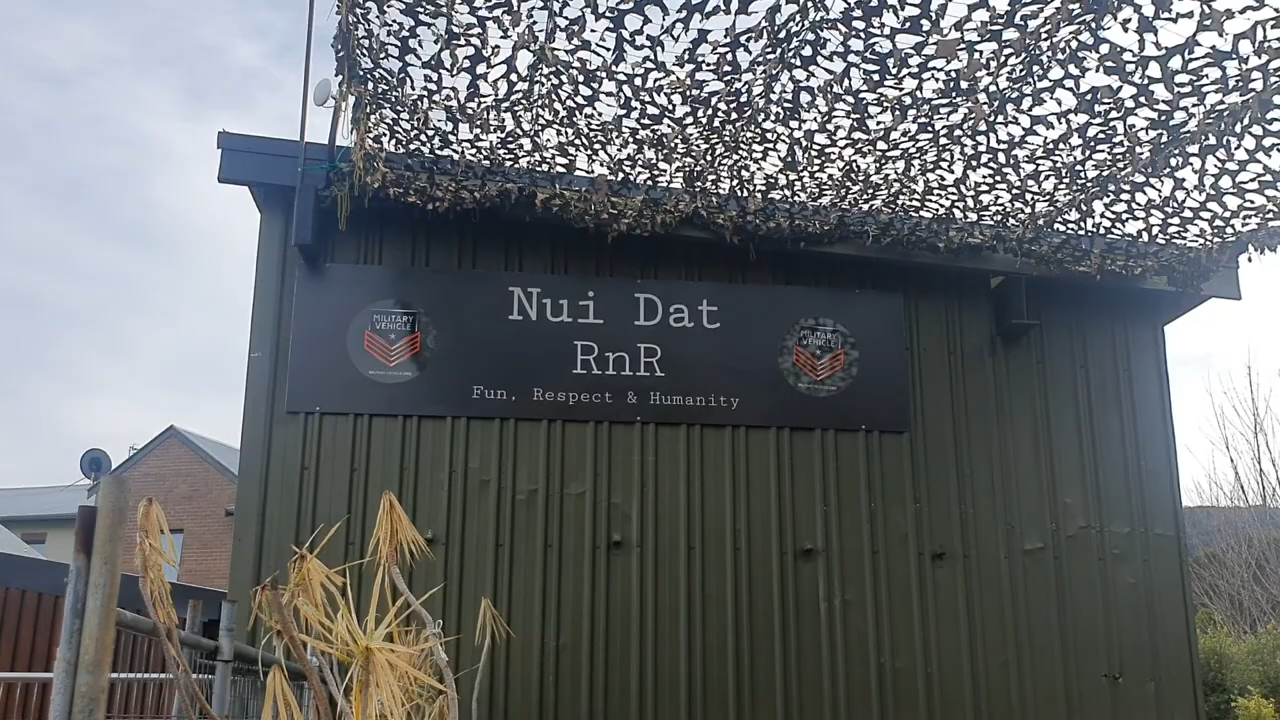 Nui Dat
RnR
Fun, Respect & Humanity
MILITARY
VEHICLE
MILITARY
VEHICLE